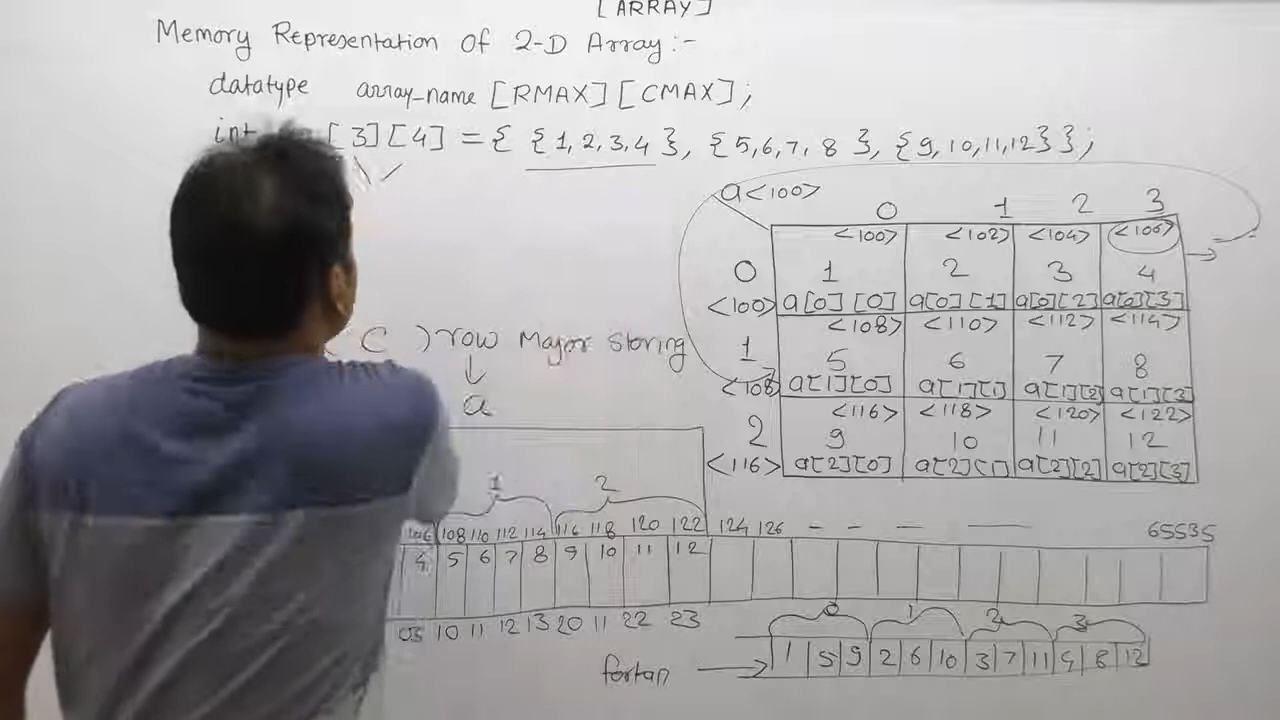 [ARRAY]
Memory Representation Of 2-D Array:-
datatype array_name [RMAX][CMAX];
int [3][4] = { {1,2,3,4}, {5,6,7,8}, {9,10,11,12}};
a<100>
0 1 2 3
<100> <102> <104> <106>
0 1 2 3 4
<100> a[0][0] a[0][1] a[0][2] a[0][3]
<108> <110> <112> <114>
1 5 6 7 8
<108> a[1][0] a[1][1] a[1][2] a[1][3]
<116> <118> <120> <122>
2 9 10 11 12
<116> a[2][0] a[2][1] a[2][2] a[2][3]
( C ) row Major Storing
a
1 2
106 108 110 112 114 116 118 120 122 124 126 - - - — 65535
4 5 6 7 8 9 10 11 12
03 10 11 12 13 20 11 22 23
0 1 2 3
fortan 1 5 9 2 6 10 3 7 11 4 8 12